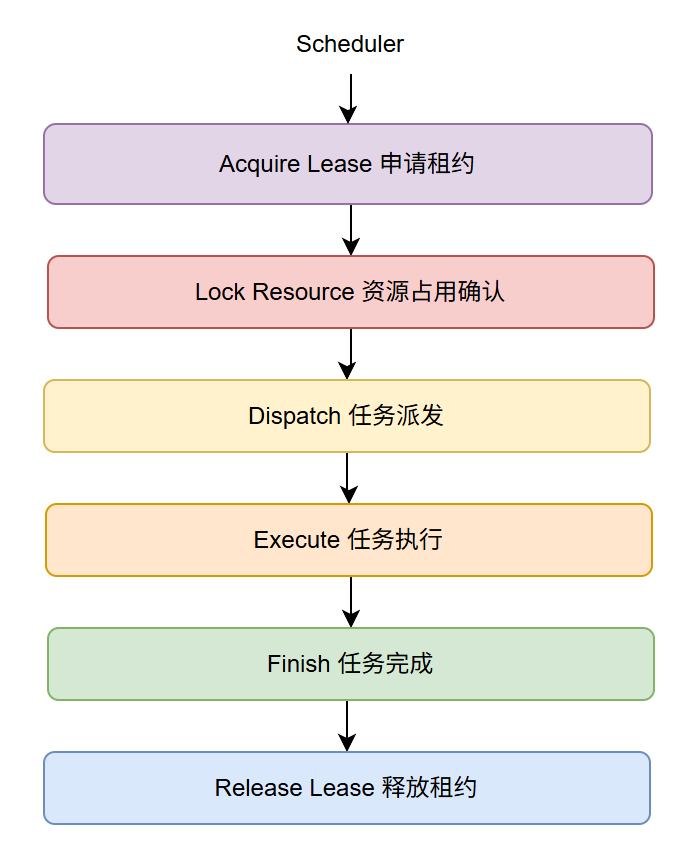 Scheduler
Acquire Lease 申请租约
Lock Resource 资源占用确认
Dispatch 任务派发
Execute 任务执行
Finish 任务完成
Release Lease 释放租约